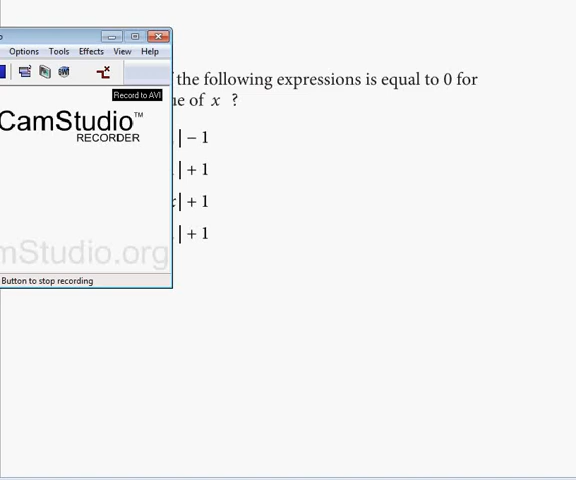 Options Tools Effects View Help
Record to AVI
CamStudio™
RECORDER
mStudio.org
Button to stop recording
the following expressions is equal to 0 for
ue of x ?
| − 1
| + 1
x| + 1
| + 1